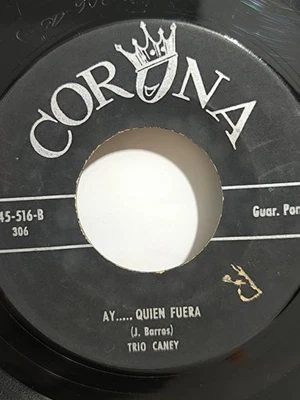 CORONA
45-516-B
306
Guar. Por
AY..... QUIEN FUERA
(J. Barros)
TRIO CANEY